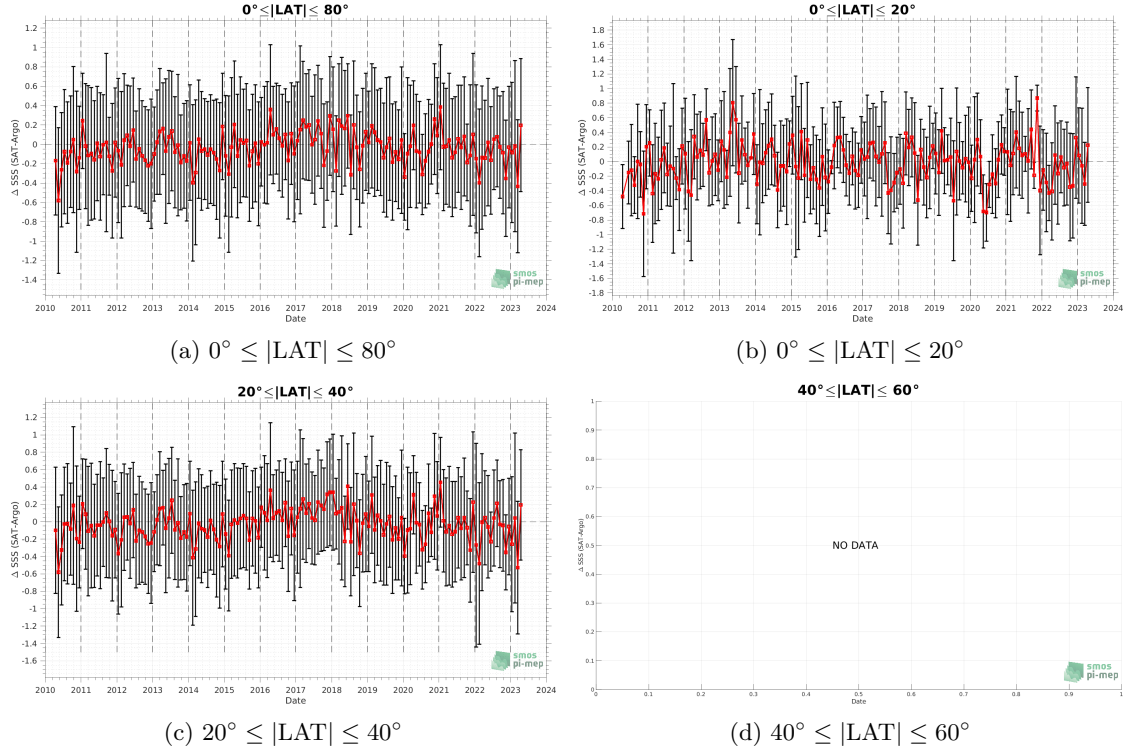 0°≤|LAT|≤ 80°
1.2
1
0.8
0.6
0.4
0.2
0
-0.2
-0.4
-0.6
-0.8
-1
-1.2
-1.4
Δ SSS (SAT-Argo)
2010 2011 2012 2013 2014 2015 2016 2017 2018 2019 2020 2021 2022 2023 2024
Date
smos
pi-mep
(a) 0° ≤ |LAT| ≤ 80°
0°≤|LAT|≤ 20°
1.8
1.6
1.4
1.2
1
0.8
0.6
0.4
0.2
0
-0.2
-0.4
-0.6
-0.8
-1
-1.2
-1.4
-1.6
-1.8
Δ SSS (SAT-Argo)
2010 2011 2012 2013 2014 2015 2016 2017 2018 2019 2020 2021 2022 2023 2024
Date
smos
pi-mep
(b) 0° ≤ |LAT| ≤ 20°
20°≤|LAT|≤ 40°
1.2
1
0.8
0.6
0.4
0.2
0
-0.2
-0.4
-0.6
-0.8
-1
-1.2
-1.4
-1.6
Δ SSS (SAT-Argo)
2010 2011 2012 2013 2014 2015 2016 2017 2018 2019 2020 2021 2022 2023 2024
Date
smos
pi-mep
(c) 20° ≤ |LAT| ≤ 40°
40°≤|LAT|≤ 60°
1
0.9
0.8
0.7
0.6
0.5
0.4
0.3
0.2
0.1
0
Δ SSS (SAT-Argo)
NO DATA
0 0.1 0.2 0.3 0.4 0.5 0.6 0.7 0.8 0.9 1
Date
smos
pi-mep
(d) 40° ≤ |LAT| ≤ 60°